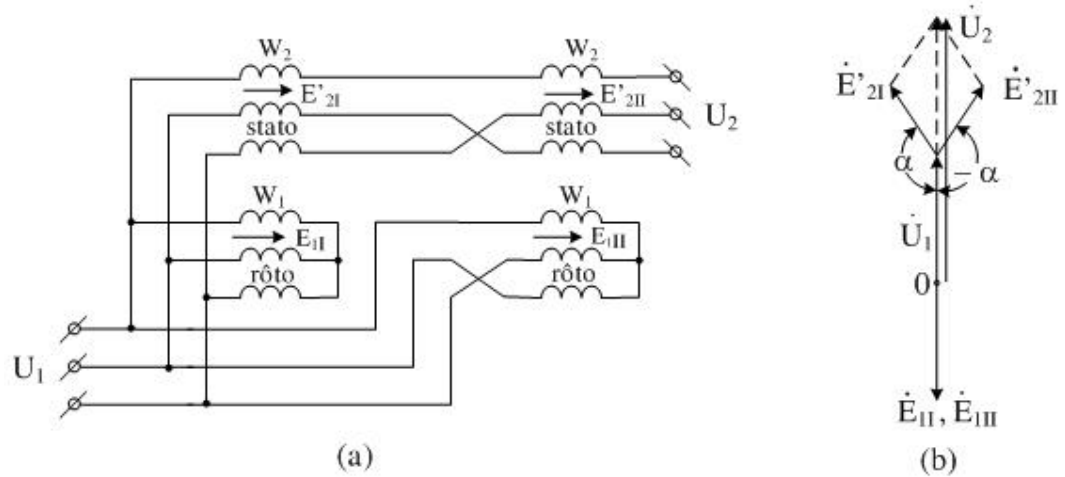 W₂
W₂
E'₂I
E'₂II
U₂
stato
stato
W₁
W₁
E₁I
E₁II
rôto
rôto
U₁
(a)
U̇₂
Ė'₂I
Ė'₂II
α
– α
U̇₁
0
Ė₁I , Ė₁II
(b)